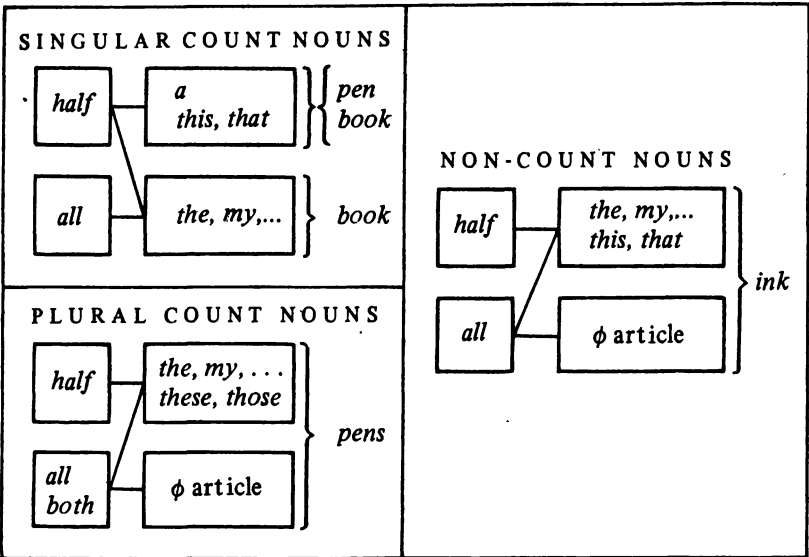 SINGULAR COUNT NOUNS
half
a
this, that
pen
book
all
the, my,...
book
PLURAL COUNT NOUNS
half
the, my, . . .
these, those
all
both
ϕ article
pens
NON-COUNT NOUNS
half
the, my,...
this, that
all
ϕ article
ink